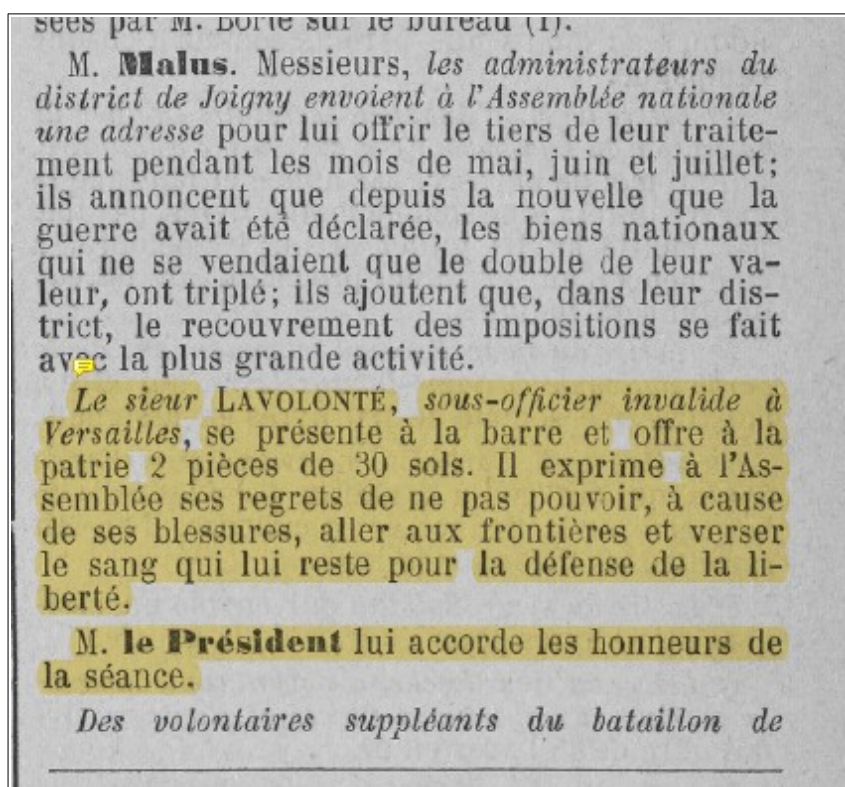 sées par M. Borie sur le bureau (1).
M. Malus. Messieurs, les administrateurs du
district de Joigny envoient à l'Assemblée nationale
une adresse pour lui offrir le tiers de leur traite-
ment pendant les mois de mai, juin et juillet;
ils annoncent que depuis la nouvelle que la
guerre avait été déclarée, les biens nationaux
qui ne se vendaient que le double de leur va-
leur, ont triplé; ils ajoutent que, dans leur dis-
trict, le recouvrement des impositions se fait
avec la plus grande activité.
Le sieur LAVOLONTÉ, sous-officier invalide à
Versailles, se présente à la barre et offre à la
patrie 2 pièces de 30 sols. Il exprime à l'As-
semblée ses regrets de ne pas pouvoir, à cause
de ses blessures, aller aux frontières et verser
le sang qui lui reste pour la défense de la li-
berté.
M. le Président lui accorde les honneurs de
la séance.
Des volontaires suppléants du bataillon de